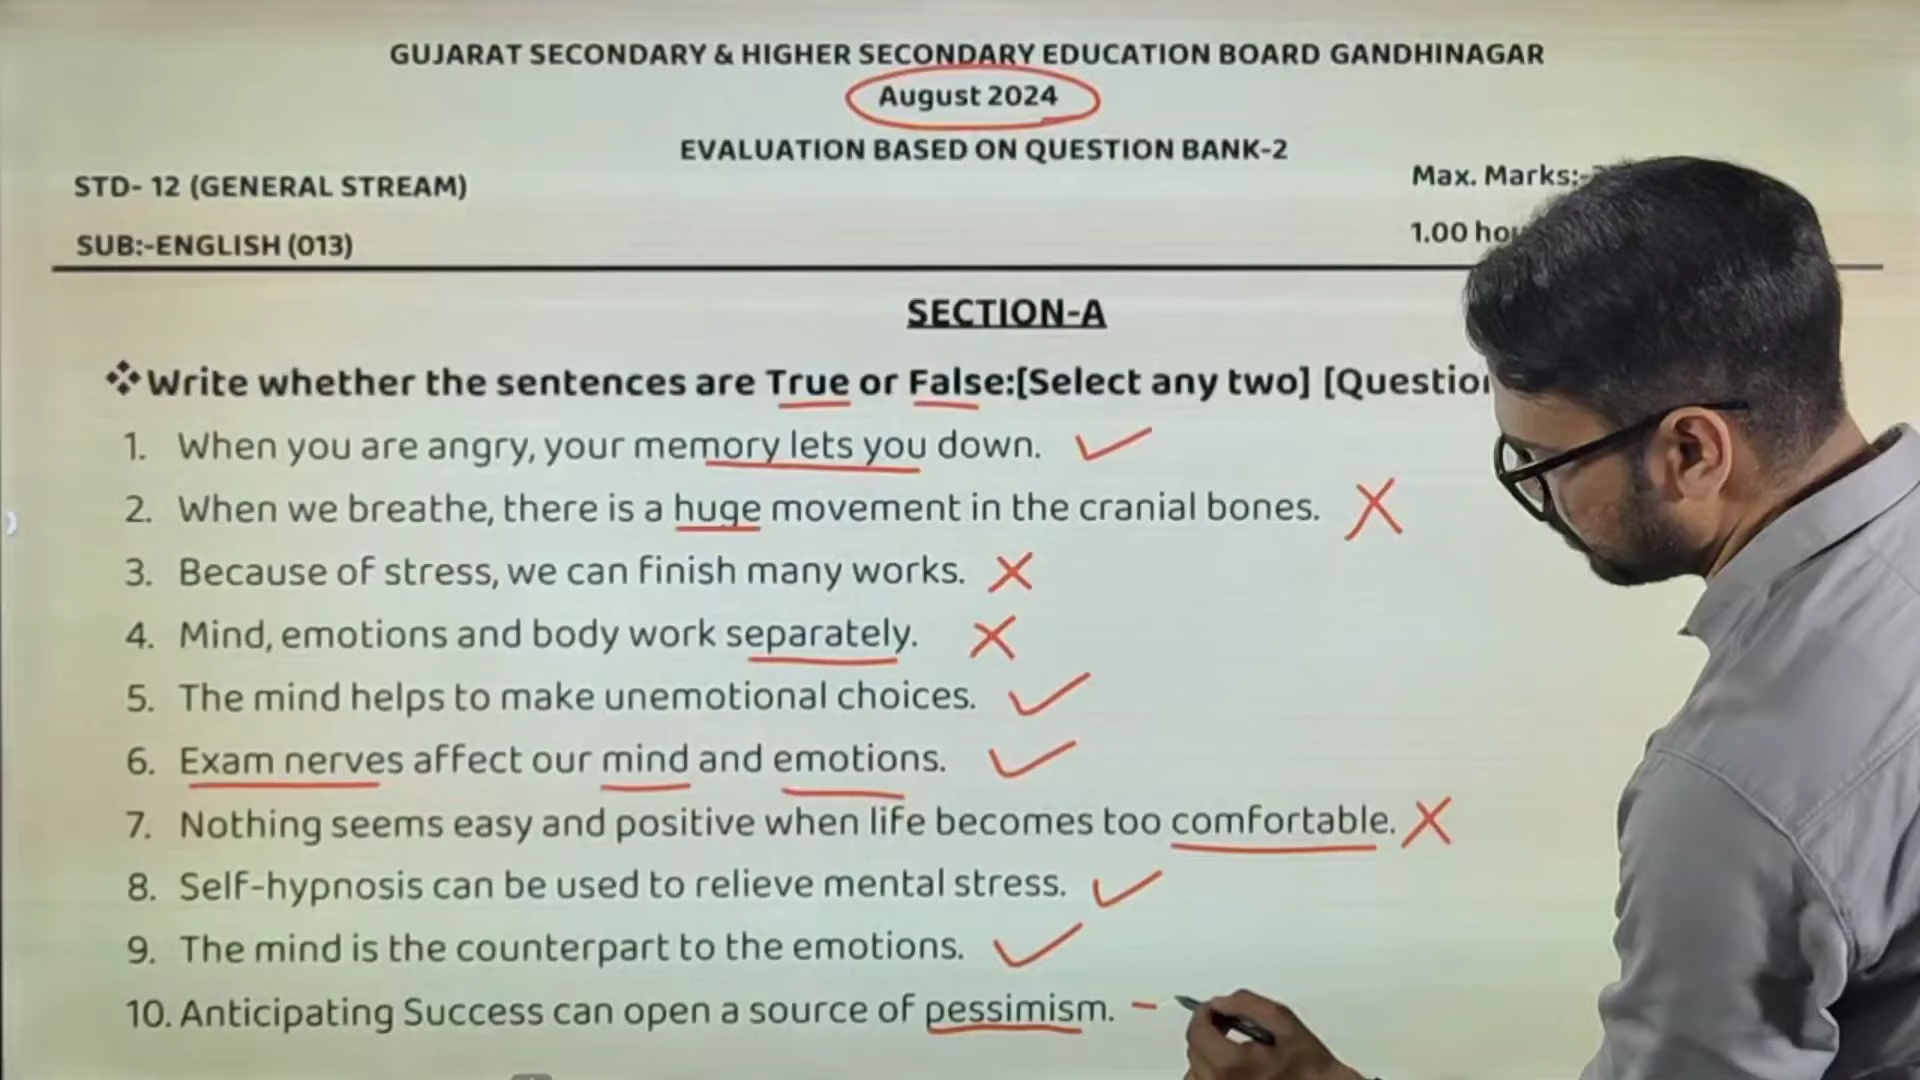 GUJARAT SECONDARY & HIGHER SECONDARY EDUCATION BOARD GANDHINAGAR
August 2024
EVALUATION BASED ON QUESTION BANK-2
STD- 12 (GENERAL STREAM)
Max. Marks:-
SUB:-ENGLISH (013)
1.00
SECTION-A
❖Write whether the sentences are True or False:[Select any two]
1. When you are angry, your memory lets you down.
2. When we breathe, there is a huge movement in the cranial bones.
3. Because of stress, we can finish many works.
4. Mind, emotions and body work separately.
5. The mind helps to make unemotional choices.
6. Exam nerves affect our mind and emotions.
7. Nothing seems easy and positive when life becomes too comfortable.
8. Self-hypnosis can be used to relieve mental stress.
9. The mind is the counterpart to the emotions.
10. Anticipating Success can open a source of pessimism.